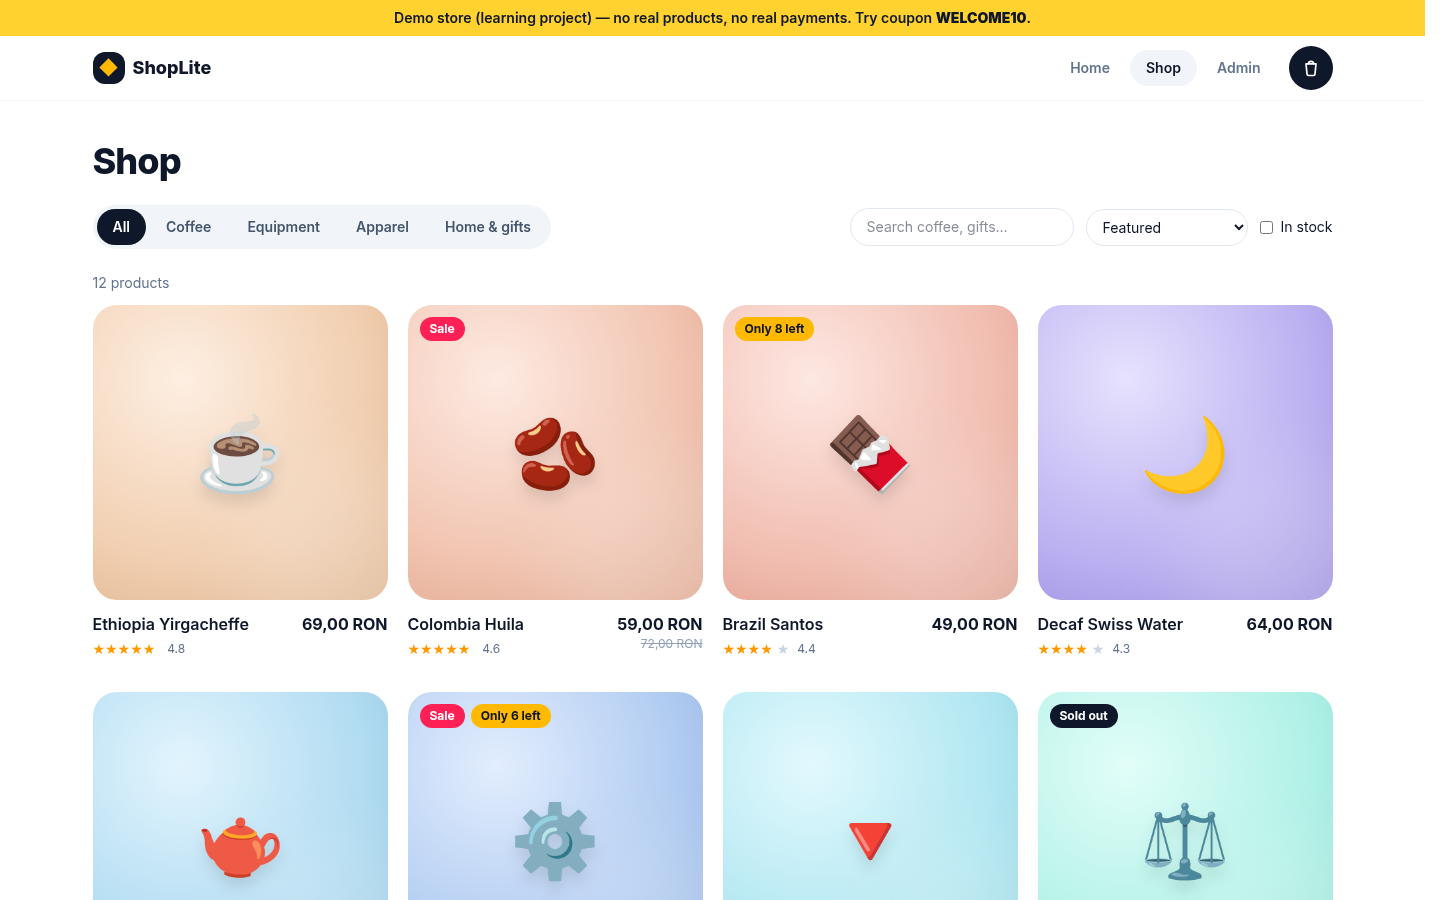 Demo store (learning project) — no real products, no real payments. Try coupon WELCOME10.
ShopLite
Home Shop Admin
Shop
All Coffee Equipment Apparel Home & gifts
Search coffee, gifts...
Featured
In stock
12 products
Sale
Only 8 left
Ethiopia Yirgacheffe 69,00 RON
4.8
Colombia Huila 59,00 RON
72,00 RON
4.6
Brazil Santos 49,00 RON
4.4
Decaf Swiss Water 64,00 RON
4.3
Sale Only 6 left
Sold out